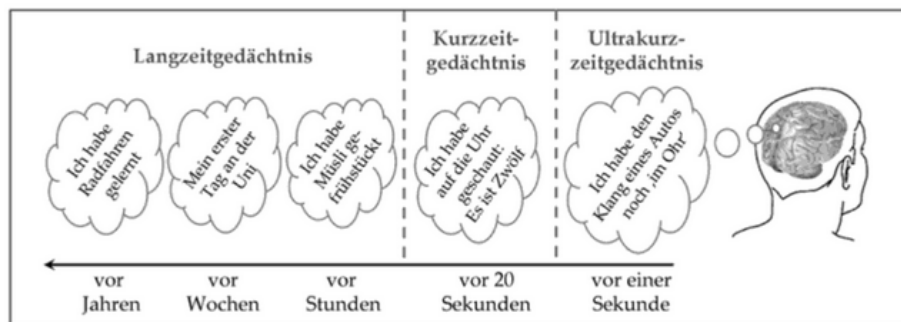 Langzeitgedächtnis
Kurzzeit-
gedächtnis
Ultrakurz-
zeitgedächtnis
Ich habe
Radfahren
gelernt
Mein erster
Tag an der
Uni
Ich habe
Müsli ge-
frühstückt
Ich habe
auf die Uhr
geschaut:
Es ist Zwölf
Ich habe den
Klang eines Autos
noch ‚im Ohr‘
vor
Jahren
vor
Wochen
vor
Stunden
vor 20
Sekunden
vor einer
Sekunde